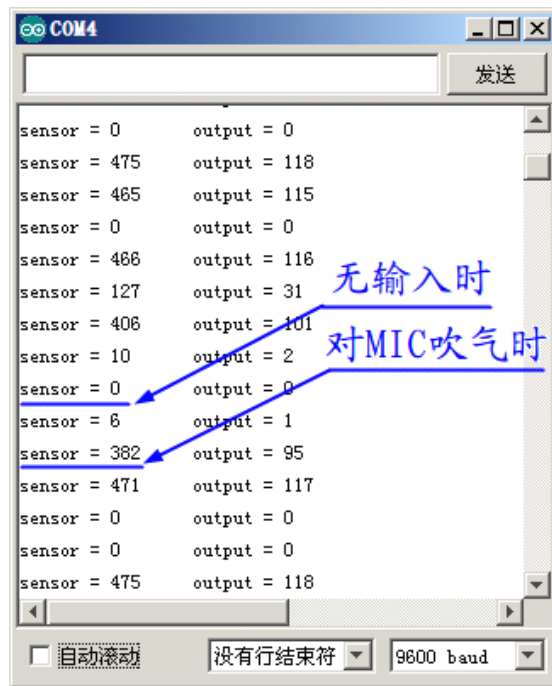 COM4
发送
sensor = 0 output = 0
sensor = 475 output = 118
sensor = 465 output = 115
sensor = 0 output = 0
sensor = 466 output = 116
无输入时
sensor = 127 output = 31
sensor = 406 output = 101
对MIC吹气时
sensor = 10 output = 2
sensor = 0 output = 0
sensor = 6 output = 1
sensor = 382 output = 95
sensor = 471 output = 117
sensor = 0 output = 0
sensor = 0 output = 0
sensor = 475 output = 118
自动滚动 没有行结束符 9600 baud